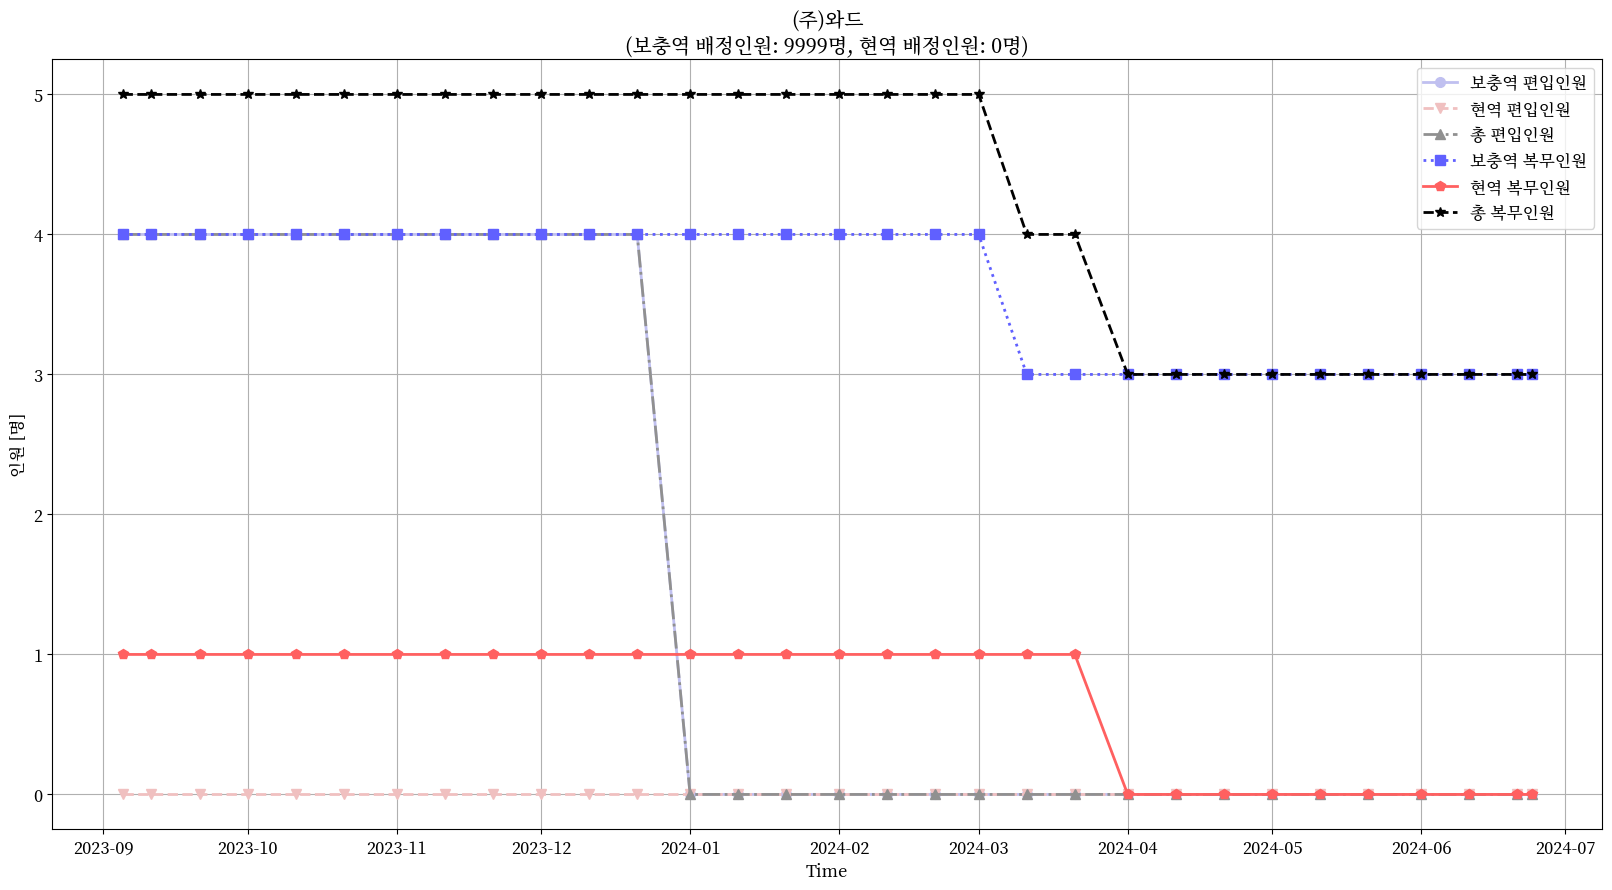 (주)와드
(보충역 배정인원: 9999명, 현역 배정인원: 0명)
보충역 편입인원
현역 편입인원
총 편입인원
보충역 복무인원
현역 복무인원
총 복무인원
인원 [명]
5
4
3
2
1
0
2023-09 2023-10 2023-11 2023-12 2024-01 2024-02 2024-03 2024-04 2024-05 2024-06 2024-07
Time